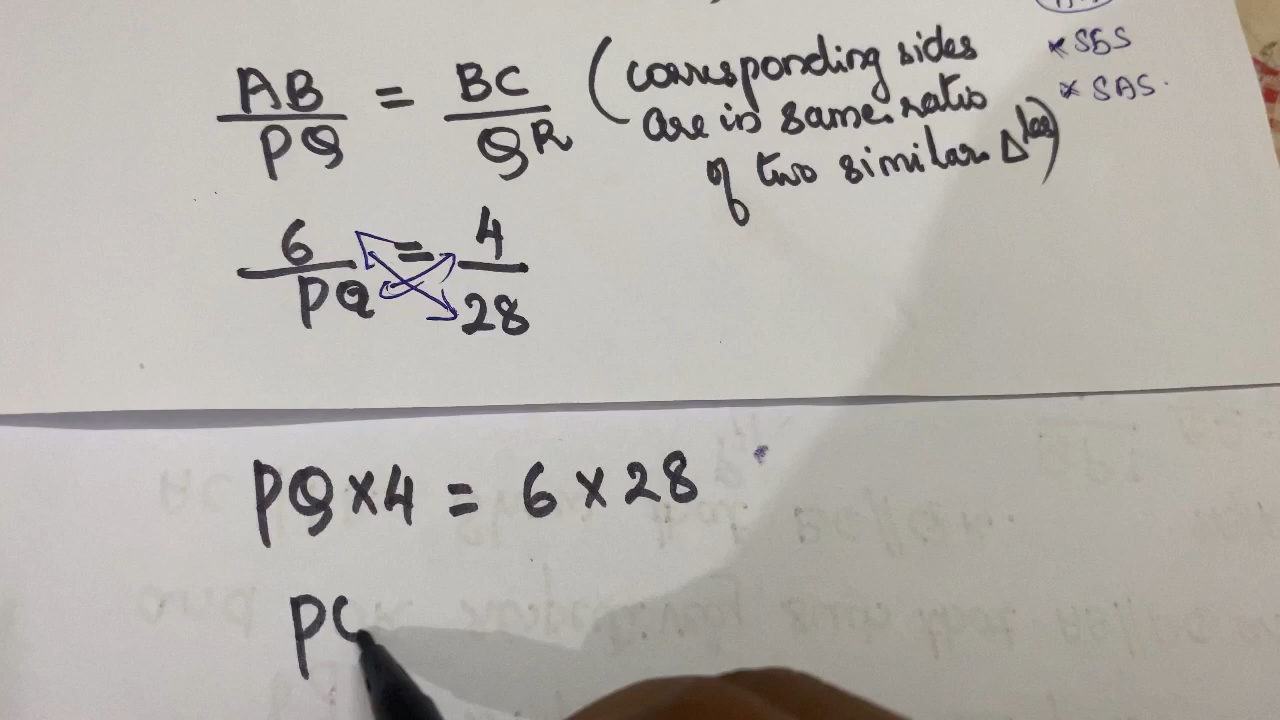 AB/PQ = BC/QR (corresponding sides
are in same ratio
of two similar Δles)
* SSS
* SAS.
6/PQ = 4/28
PQ × 4 = 6 × 28
PQ